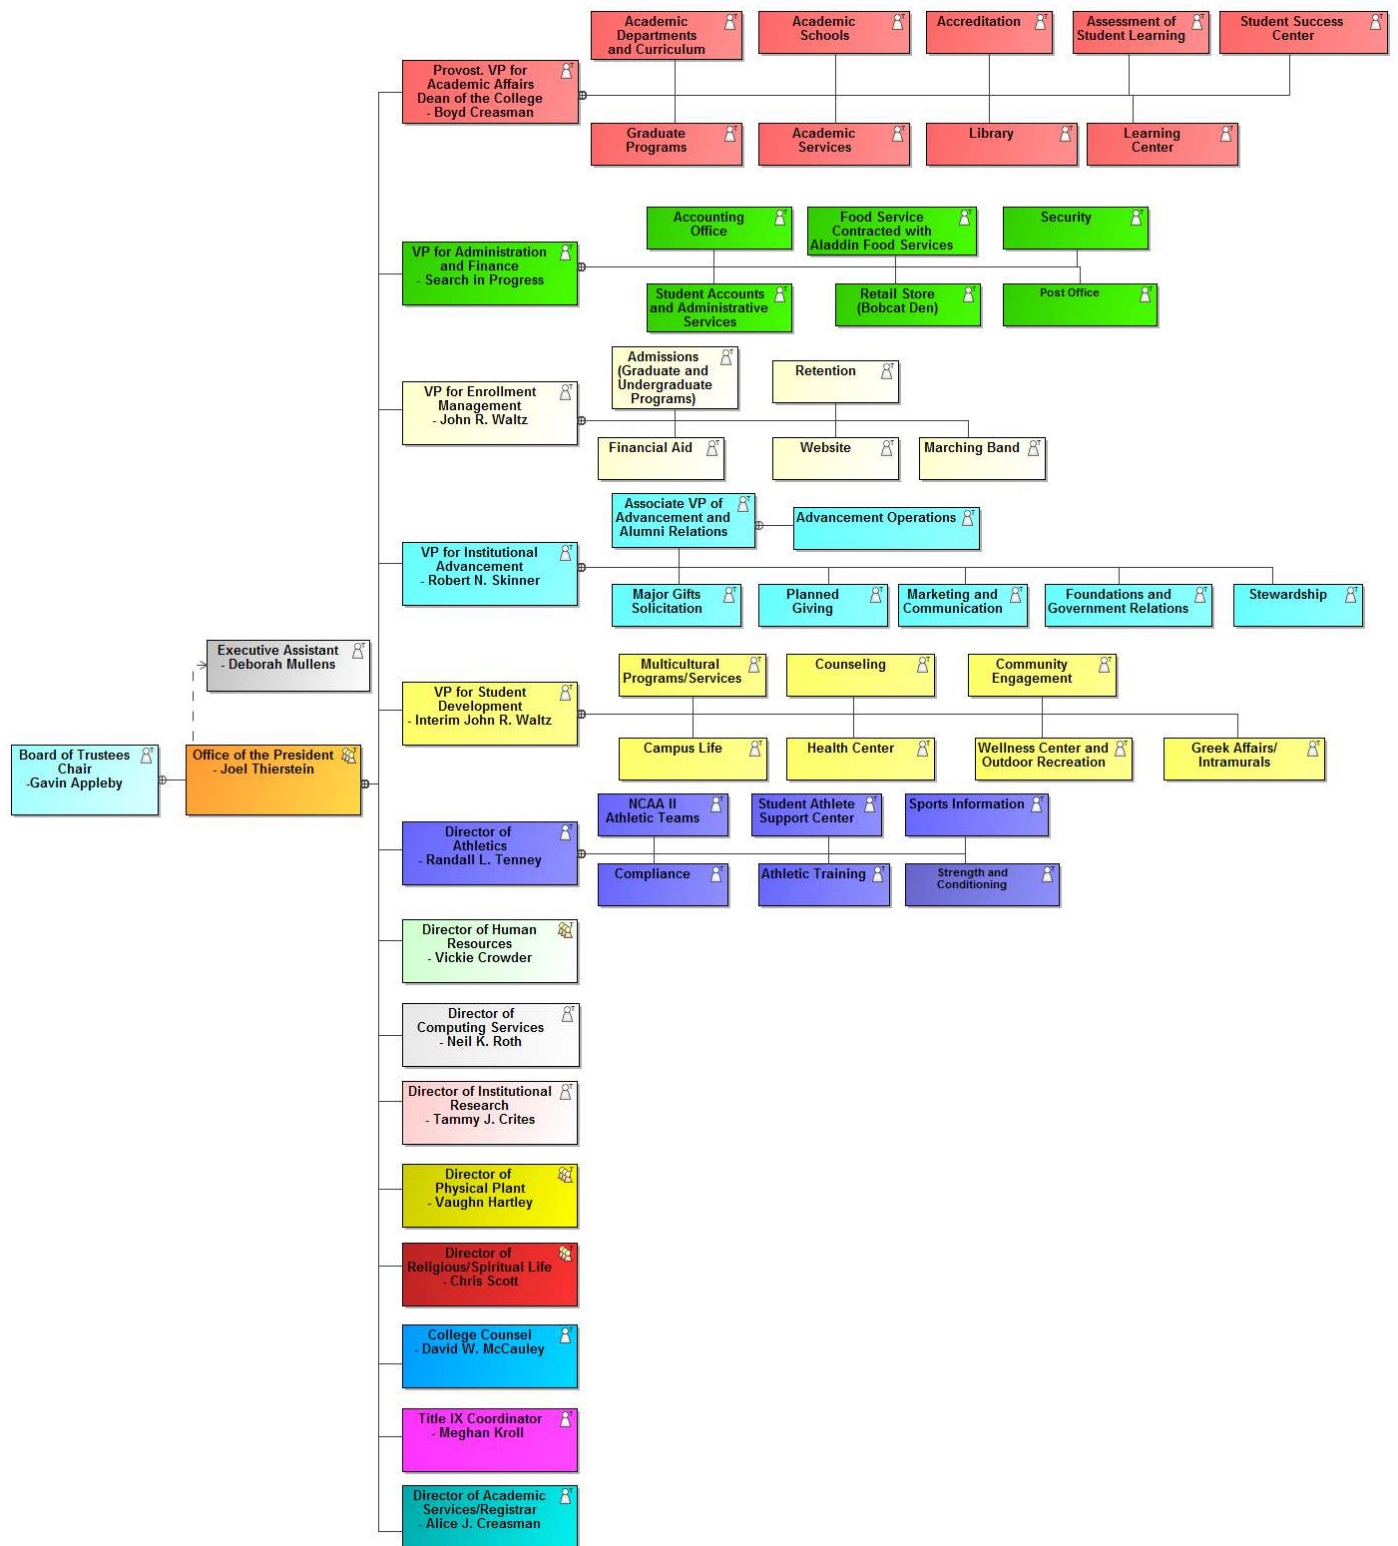 Academic
Departments
and Curriculum
Academic
Schools
Accreditation
Assessment of
Student Learning
Student Success
Center
Provost. VP for
Academic Affairs
Dean of the College
- Boyd Creasman
Graduate
Programs
Academic
Services
Library
Learning
Center
Accounting
Office
Food Service
Contracted with
Aladdin Food Services
Security
VP for Administration
and Finance
- Search in Progress
Student Accounts
and Administrative
Services
Retail Store
(Bobcat Den)
Post Office
Admissions
(Graduate and
Undergraduate
Programs)
Retention
VP for Enrollment
Management
- John R. Waltz
Financial Aid
Website
Marching Band
Associate VP of
Advancement and
Alumni Relations
Advancement Operations
VP for Institutional
Advancement
- Robert N. Skinner
Major Gifts
Solicitation
Planned
Giving
Marketing and
Communication
Foundations and
Government Relations
Stewardship
Executive Assistant
- Deborah Mullens
Multicultural
Programs/Services
Counseling
Community
Engagement
VP for Student
Development
- Interim John R. Waltz
Campus Life
Health Center
Wellness Center and
Outdoor Recreation
Greek Affairs/
Intramurals
Board of Trustees
Chair
-Gavin Appleby
Office of the President
- Joel Thierstein
NCAA II
Athletic Teams
Student Athlete
Support Center
Sports Information
Director of
Athletics
- Randall L. Tenney
Compliance
Athletic Training
Strength and
Conditioning
Director of Human
Resources
- Vickie Crowder
Director of
Computing Services
- Neil K. Roth
Director of Institutional
Research
- Tammy J. Crites
Director of
Physical Plant
- Vaughn Hartley
Director of
Religious/Spiritual Life
- Chris Scott
College Counsel
- David W. McCauley
Title IX Coordinator
- Meghan Kroll
Director of Academic
Services/Registrar
- Alice J. Creasman